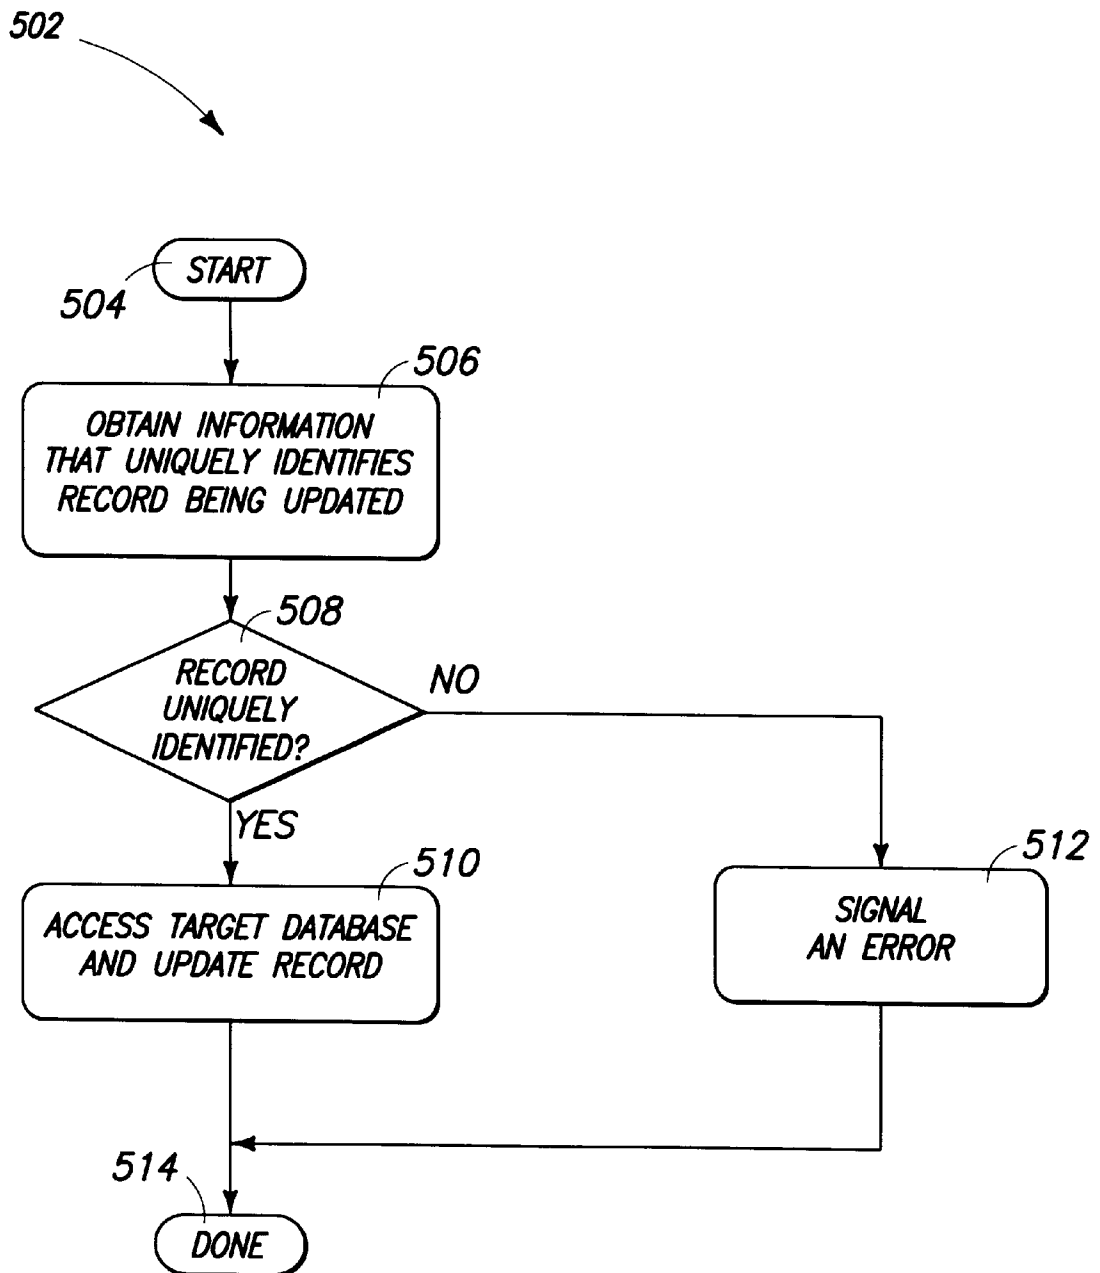 502
START
504
506
OBTAIN INFORMATION
THAT UNIQUELY IDENTIFIES
RECORD BEING UPDATED
508
RECORD
UNIQUELY
IDENTIFIED?
NO
YES
510
ACCESS TARGET DATABASE
AND UPDATE RECORD
512
SIGNAL
AN ERROR
514
DONE